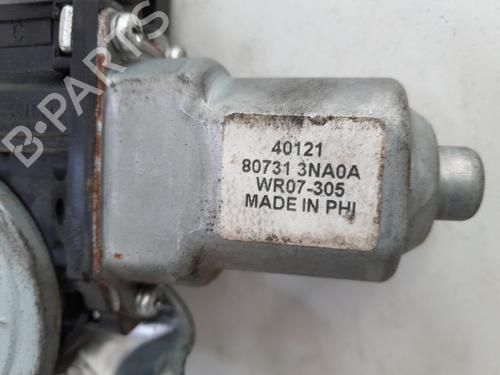 40121
80731 3NA0A
WR07-305
MADE IN PHI
B-PARTS